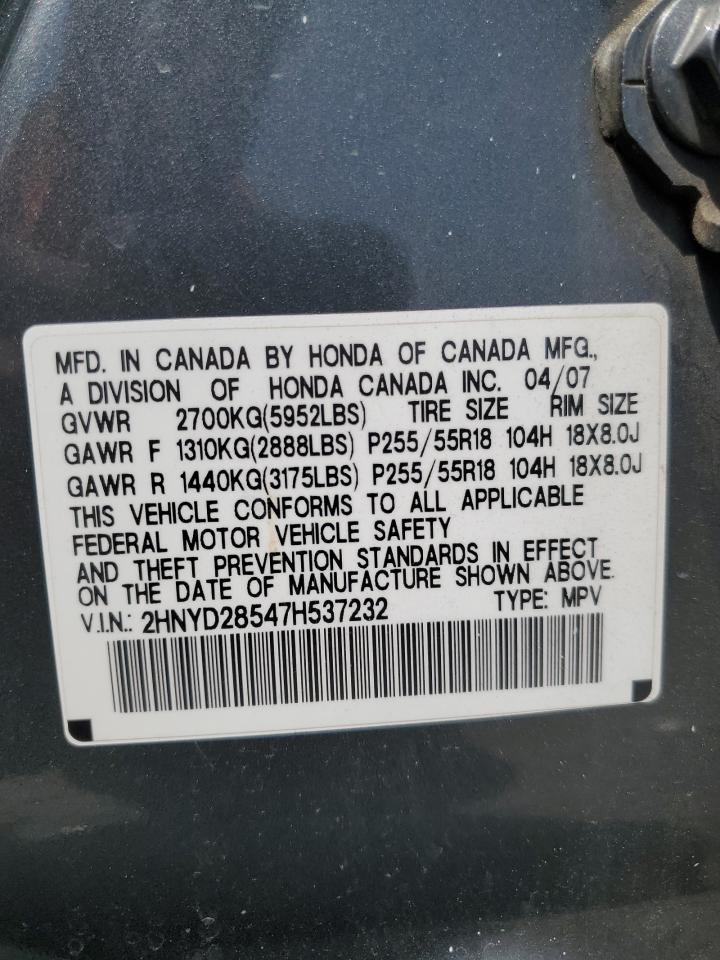 MFD. IN CANADA BY HONDA OF CANADA MFG.,
A DIVISION OF HONDA CANADA INC. 04/07
GVWR 2700KG(5952LBS) TIRE SIZE RIM SIZE
GAWR F 1310KG(2888LBS) P255/55R18 104H 18X8.0J
GAWR R 1440KG(3175LBS) P255/55R18 104H 18X8.0J
THIS VEHICLE CONFORMS TO ALL APPLICABLE
FEDERAL MOTOR VEHICLE SAFETY
AND THEFT PREVENTION STANDARDS IN EFFECT
ON THE DATE OF MANUFACTURE SHOWN ABOVE.
V.I.N.: 2HNYD28547H537232 TYPE: MPV